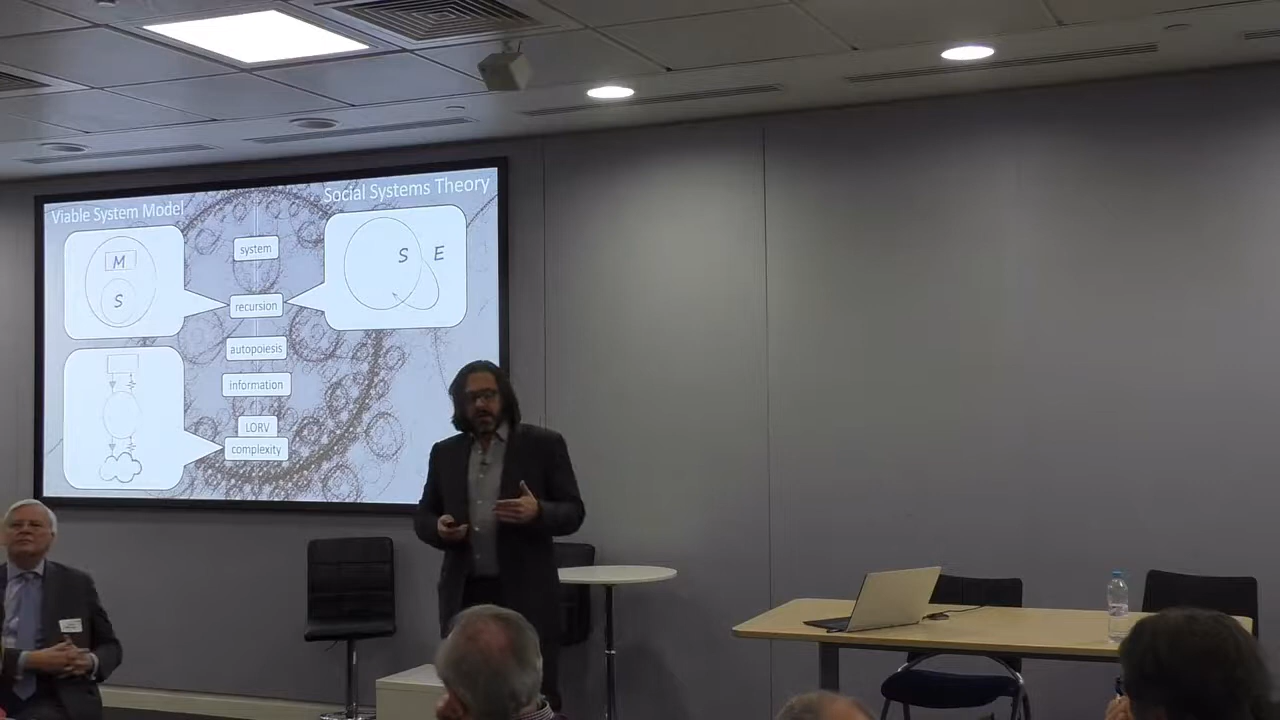 Viable System Model
Social Systems Theory
M
S
system
S E
recursion
autopoiesis
information
LORV
complexity